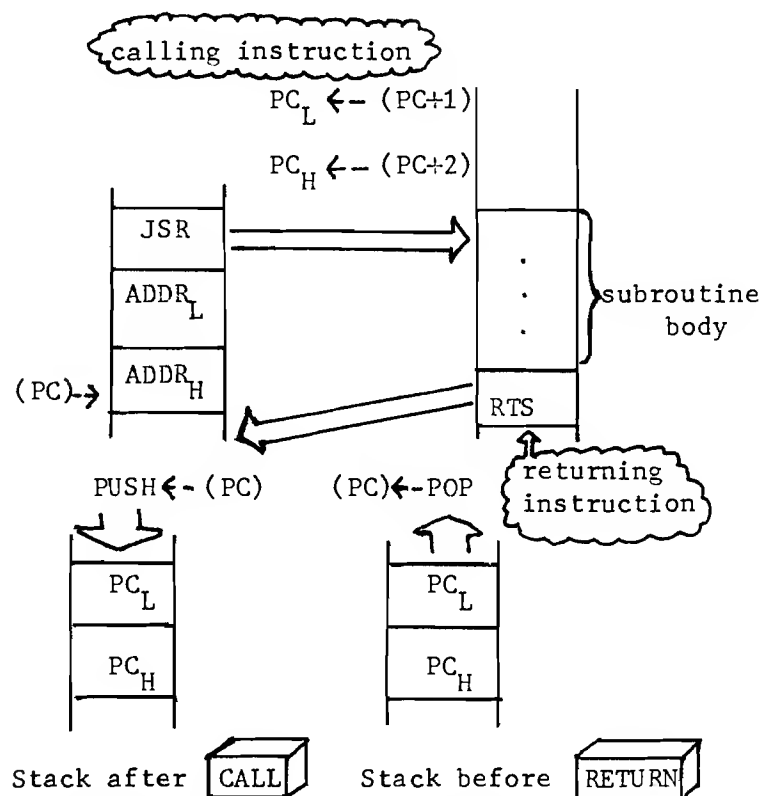 calling instruction
PC_L ← (PC+1)
PC_H ← (PC+2)
JSR
ADDR_L
ADDR_H
(PC)→
.
.
.
subroutine
body
RTS
returning
instruction
PUSH ← (PC)
(PC) ← POP
PC_L
PC_H
PC_L
PC_H
Stack after CALL
Stack before RETURN